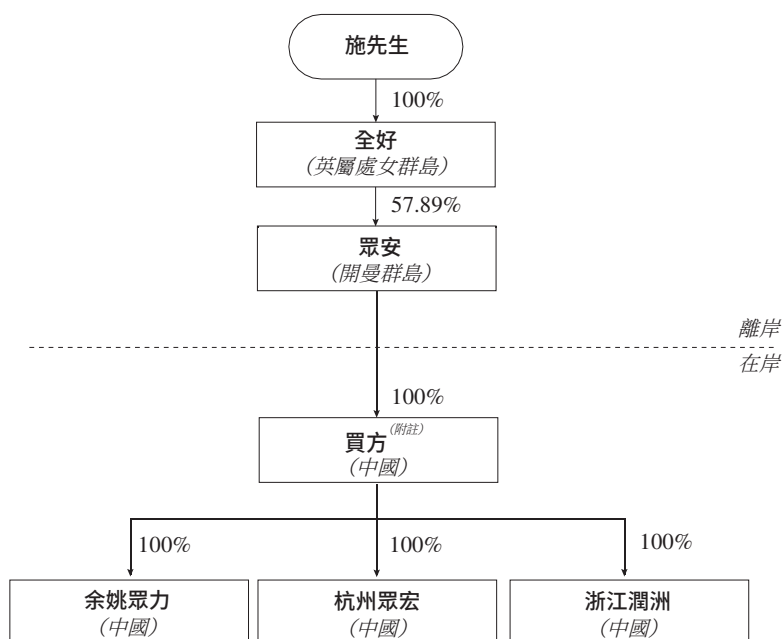 施先生
100%
全好
（英屬處女群島）
57.89%
眾安
（開曼群島）
離岸
在岸
100%
買方（附註）
（中國）
100%
100%
100%
余姚眾力
（中國）
杭州眾宏
（中國）
浙江潤洲
（中國）